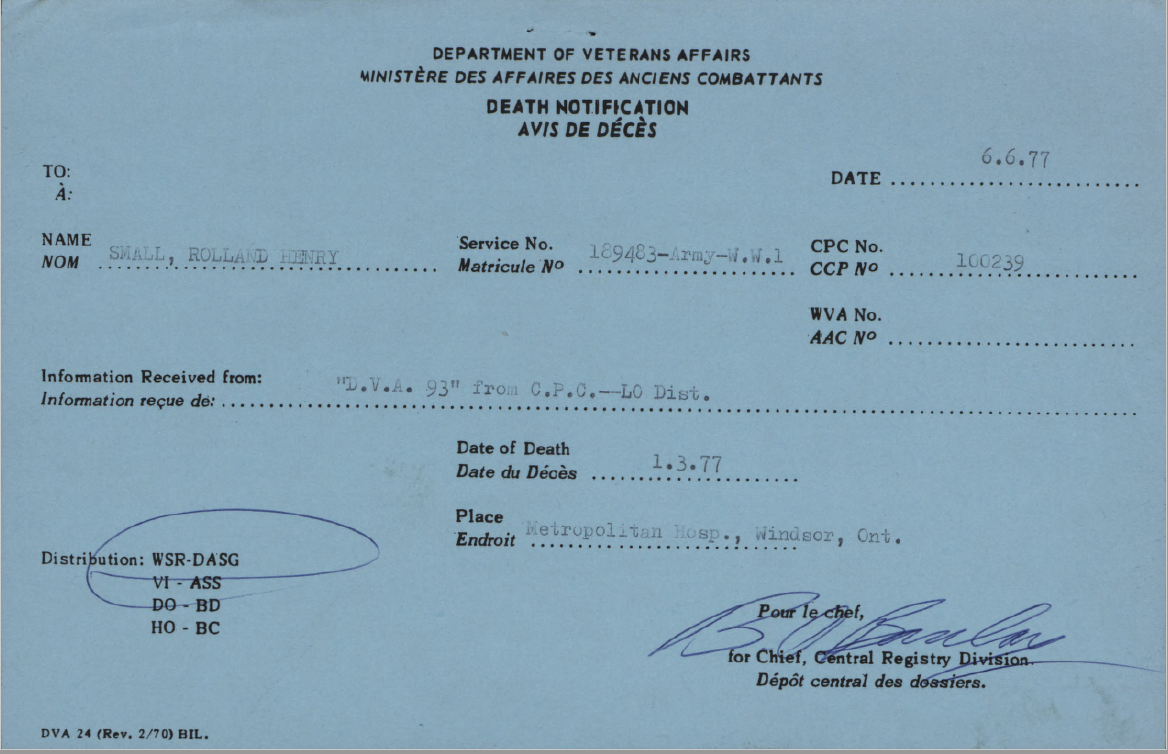 DEPARTMENT OF VETERANS AFFAIRS
MINISTÈRE DES AFFAIRES DES ANCIENS COMBATTANTS
DEATH NOTIFICATION
AVIS DE DÉCÈS
TO:
À:
DATE 6.6.77
NAME
NOM SMALL, ROLLAND HENRY
Service No.
Matricule Nº 189483-Army-W.W.1
CPC No.
CCP Nº 100239
WVA No.
AAC Nº
Information Received from:
Information reçue de: "D.V.A. 93" from C.P.C.--LO Dist.
Date of Death
Date du Décès 1.3.77
Place
Endroit Metropolitan Hosp., Windsor, Ont.
Distribution: WSR-DASG
VI - ASS
DO - BD
HO - BC
Pour le chef,
for Chief, Central Registry Division.
Dépôt central des dossiers.
DVA 24 (Rev. 2/70) BIL.